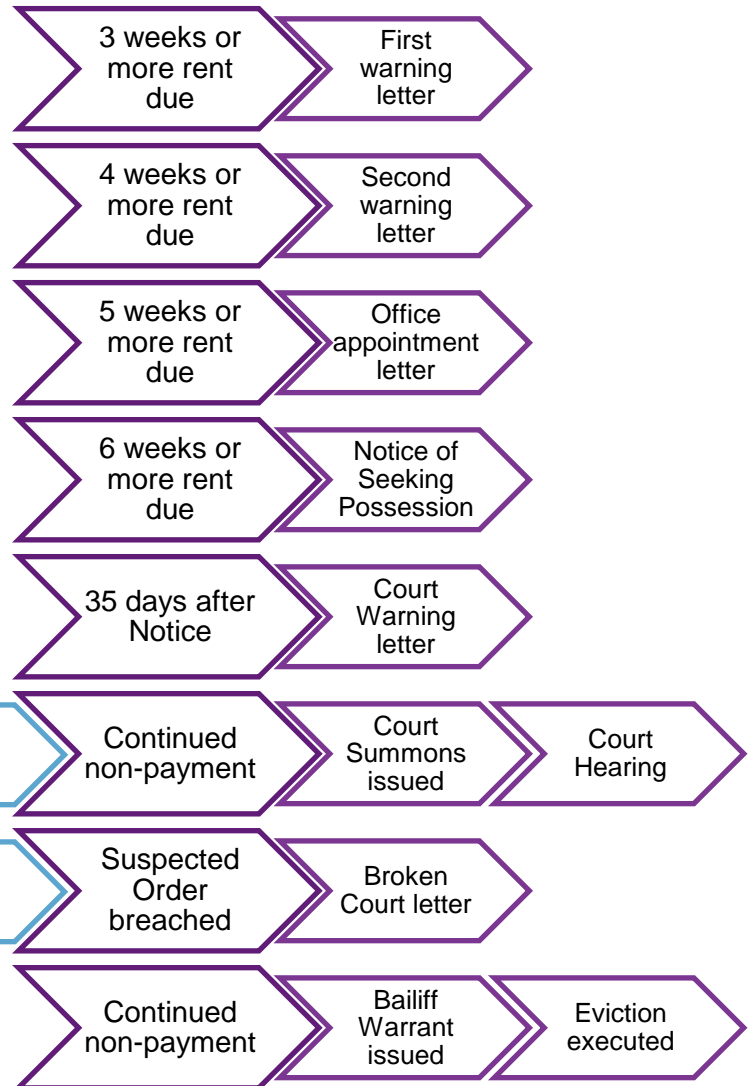 3 weeks or
more rent
due
First
warning
letter
4 weeks or
more rent
due
Second
warning
letter
5 weeks or
more rent
due
Office
appointment
letter
6 weeks or
more rent
due
Notice of
Seeking
Possession
35 days after
Notice
Court
Warning
letter
Continued
non-payment
Court
Summons
issued
Court
Hearing
Suspected
Order
breached
Broken
Court letter
Continued
non-payment
Bailiff
Warrant
issued
Eviction
executed